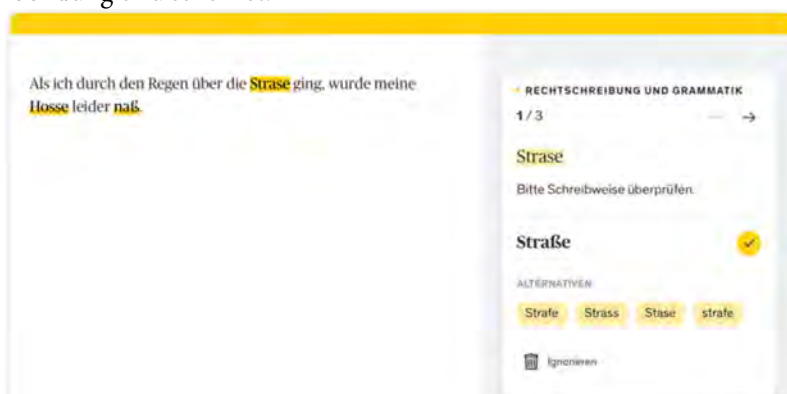 Als ich durch den Regen über die Strase ging, wurde meine
Hosse leider naß.
RECHTSCHREIBUNG UND GRAMMATIK
1/3
Strase
Bitte Schreibweise überprüfen.
Straße
ALTERNATIVEN
Strafe Strass Stase strafe
Ignorieren